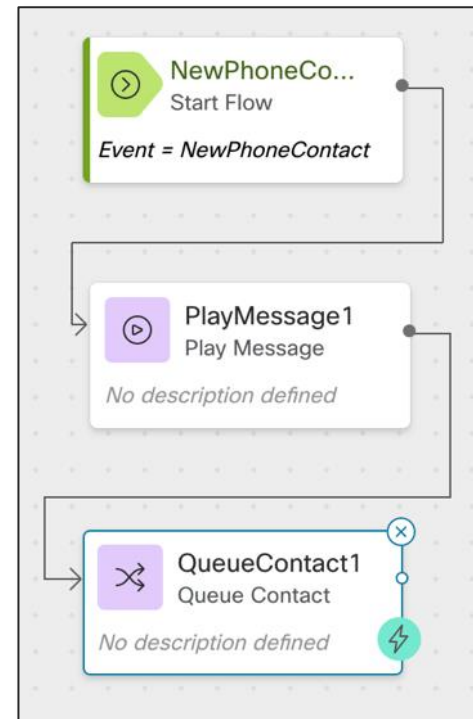 NewPhoneCo...
Start Flow
Event = NewPhoneContact
PlayMessage1
Play Message
No description defined
QueueContact1
Queue Contact
No description defined